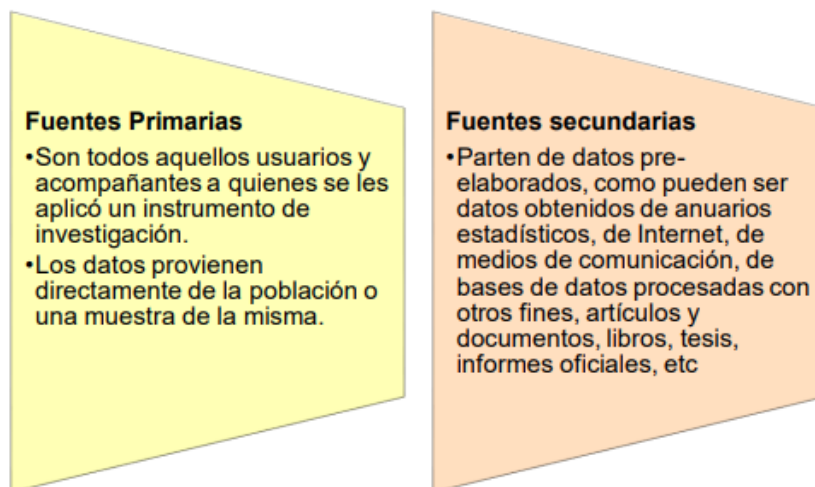 Fuentes Primarias
•Son todos aquellos usuarios y
acompañantes a quienes se les
aplicó un instrumento de
investigación.
•Los datos provienen
directamente de la población o
una muestra de la misma.
Fuentes secundarias
•Parten de datos pre-
elaborados, como pueden ser
datos obtenidos de anuarios
estadísticos, de Internet, de
medios de comunicación, de
bases de datos procesadas con
otros fines, artículos y
documentos, libros, tesis,
informes oficiales, etc